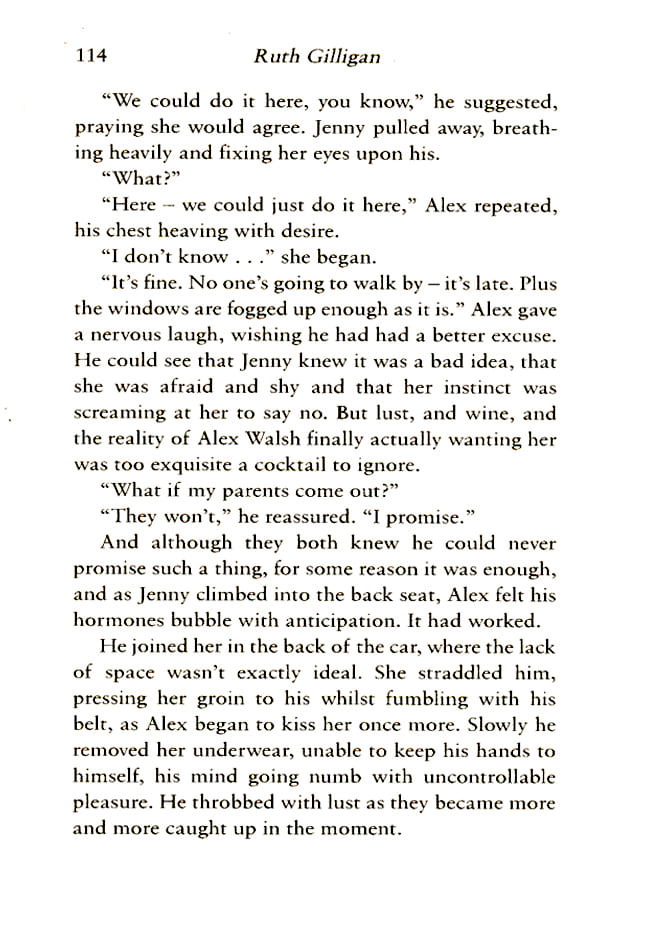 114 Ruth Gilligan
“We could do it here, you know,” he suggested,
praying she would agree. Jenny pulled away, breath-
ing heavily and fixing her eyes upon his.
“What?”
“Here – we could just do it here,” Alex repeated,
his chest heaving with desire.
“I don’t know . . .” she began.
“It’s fine. No one’s going to walk by – it’s late. Plus
the windows are fogged up enough as it is.” Alex gave
a nervous laugh, wishing he had had a better excuse.
He could see that Jenny knew it was a bad idea, that
she was afraid and shy and that her instinct was
screaming at her to say no. But lust, and wine, and
the reality of Alex Walsh finally actually wanting her
was too exquisite a cocktail to ignore.
“What if my parents come out?”
“They won’t,” he reassured. “I promise.”
And although they both knew he could never
promise such a thing, for some reason it was enough,
and as Jenny climbed into the back seat, Alex felt his
hormones bubble with anticipation. It had worked.
He joined her in the back of the car, where the lack
of space wasn’t exactly ideal. She straddled him,
pressing her groin to his whilst fumbling with his
belt, as Alex began to kiss her once more. Slowly he
removed her underwear, unable to keep his hands to
himself, his mind going numb with uncontrollable
pleasure. He throbbed with lust as they became more
and more caught up in the moment.